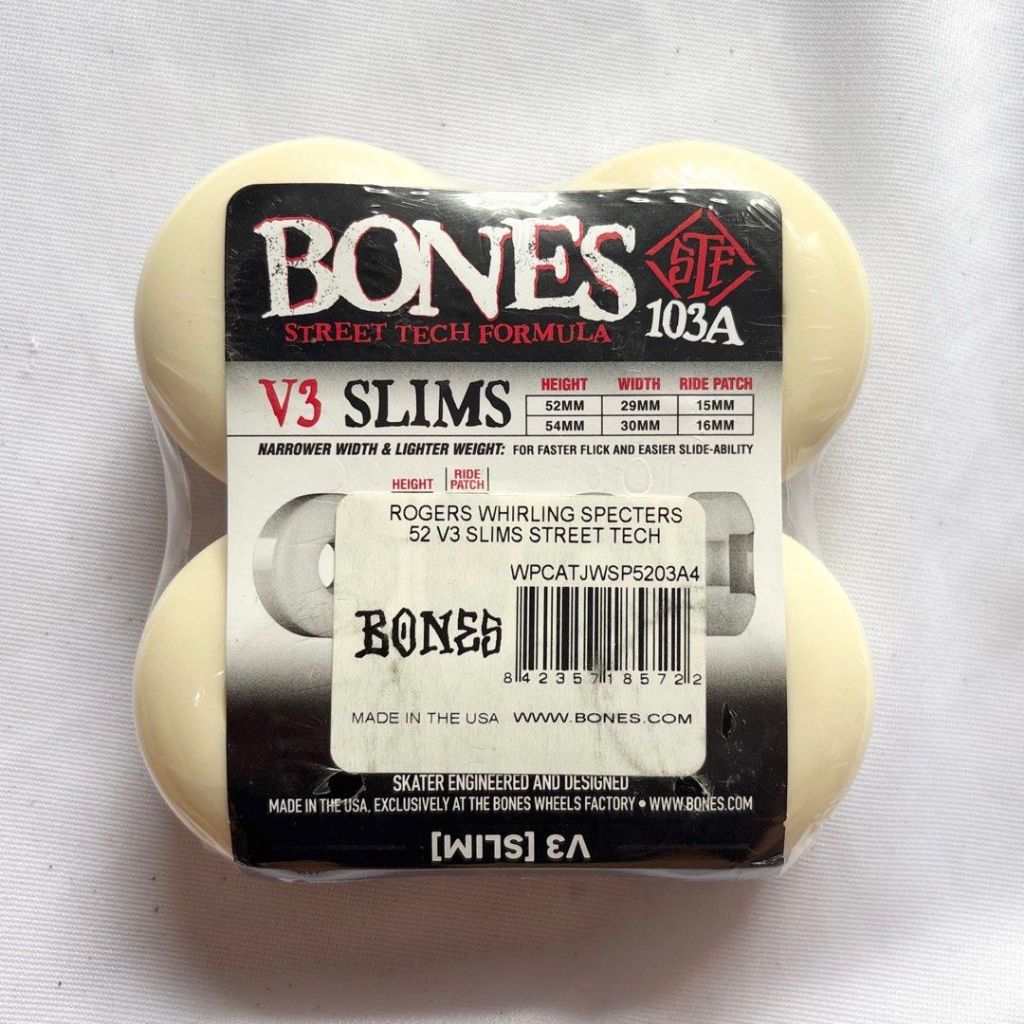 BONES
STF
STREET TECH FORMULA
103A
V3 SLIMS
HEIGHT WIDTH RIDE PATCH
52MM 29MM 15MM
54MM 30MM 16MM
NARROWER WIDTH & LIGHTER WEIGHT: FOR FASTER FLICK AND EASIER SLIDE-ABILITY
HEIGHT RIDE PATCH
ROGERS WHIRLING SPECTERS
52 V3 SLIMS STREET TECH
WPCATJWSP5203A4
BONES
8 42357 18572 2
MADE IN THE USA WWW.BONES.COM
SKATER ENGINEERED AND DESIGNED
MADE IN THE USA, EXCLUSIVELY AT THE BONES WHEELS FACTORY • WWW.BONES.COM
V3 [SLIM]